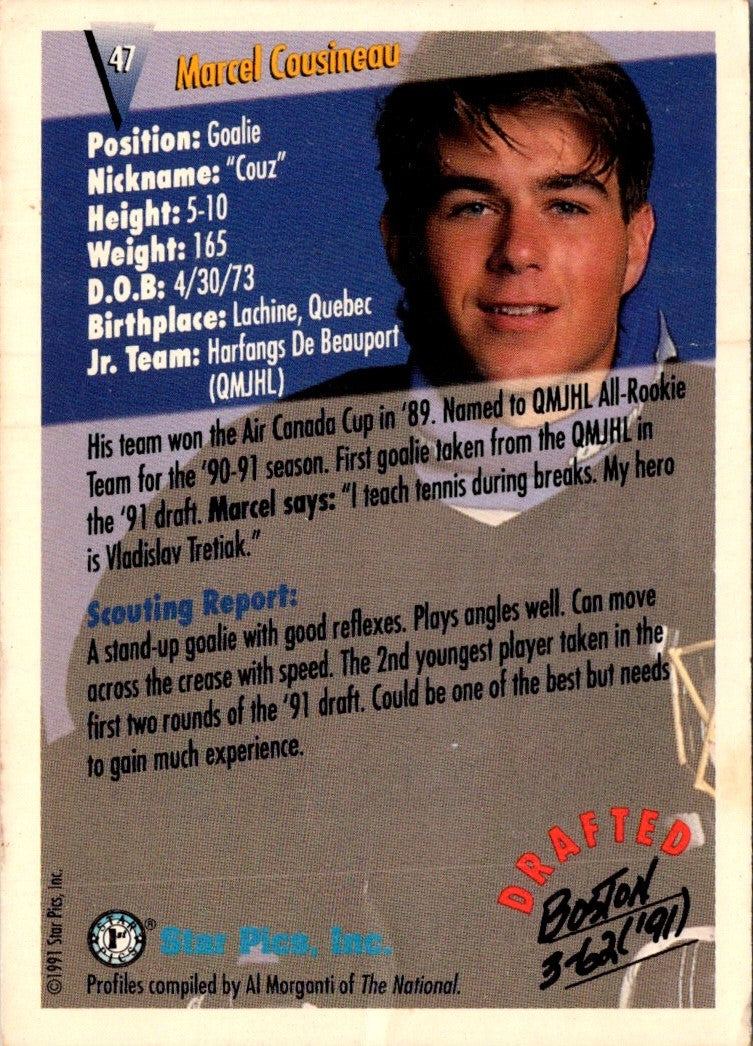 47
Marcel Cousineau
Position: Goalie
Nickname: "Couz"
Height: 5-10
Weight: 165
D.O.B: 4/30/73
Birthplace: Lachine, Quebec
Jr. Team: Harfangs De Beauport
(QMJHL)
His team won the Air Canada Cup in '89. Named to QMJHL All-Rookie
Team for the '90-91 season. First goalie taken from the QMJHL in
the '91 draft. Marcel says: "I teach tennis during breaks. My hero
is Vladislav Tretiak."
Scouting Report:
A stand-up goalie with good reflexes. Plays angles well. Can move
across the crease with speed. The 2nd youngest player taken in the
first two rounds of the '91 draft. Could be one of the best but needs
to gain much experience.
DRAFTED
BOSTON
3-62('91)
©1991 Star Pics, Inc.
STAR PICS 1st
® Star Pics, Inc.
Profiles compiled by Al Morganti of The National.